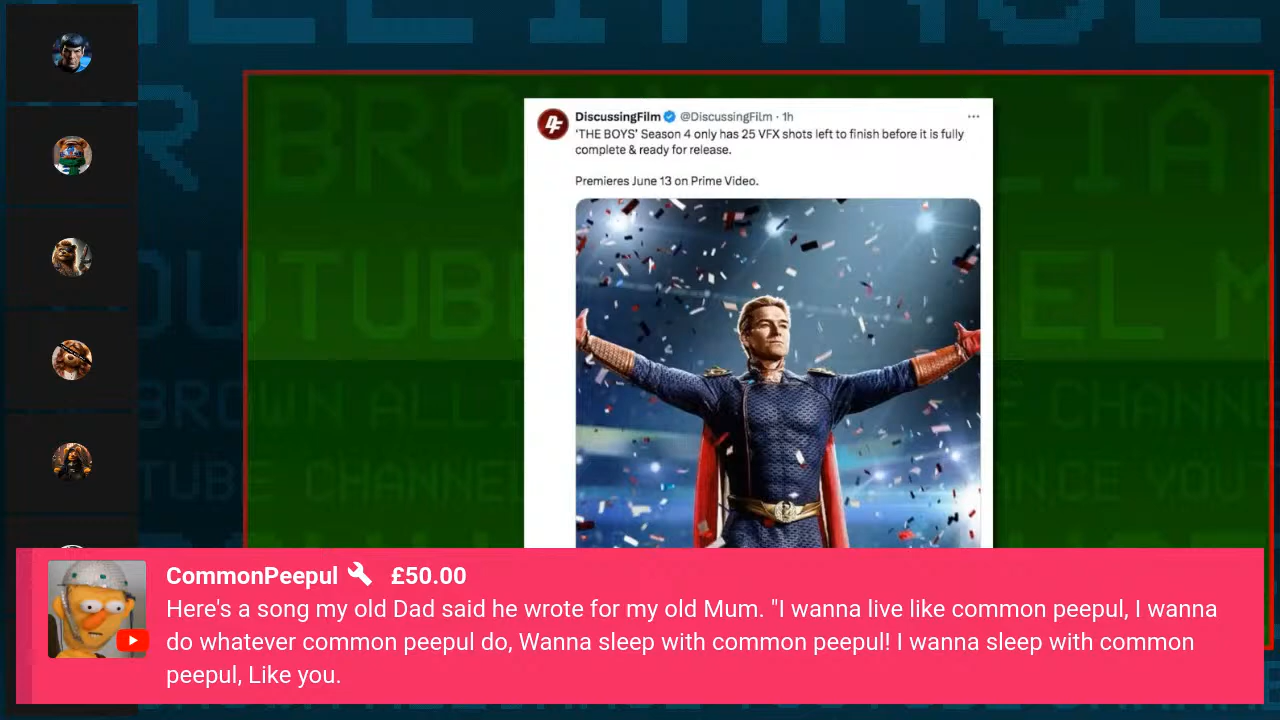 DiscussingFilm @DiscussingFilm · 1h
'THE BOYS' Season 4 only has 25 VFX shots left to finish before it is fully
complete & ready for release.
Premieres June 13 on Prime Video.
CommonPeepul £50.00
Here's a song my old Dad said he wrote for my old Mum. "I wanna live like common peepul, I wanna
do whatever common peepul do, Wanna sleep with common peepul! I wanna sleep with common
peepul, Like you.